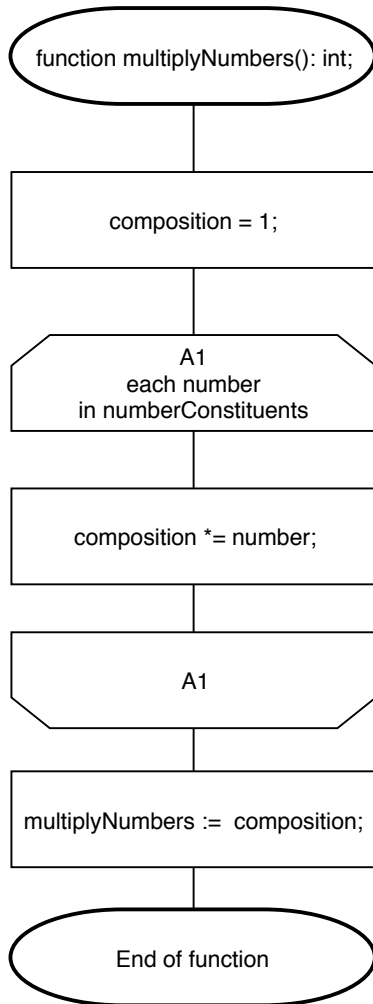 function multiplyNumbers(): int;
composition = 1;
A1
each number
in numberConstituents
composition *= number;
A1
multiplyNumbers := composition;
End of function